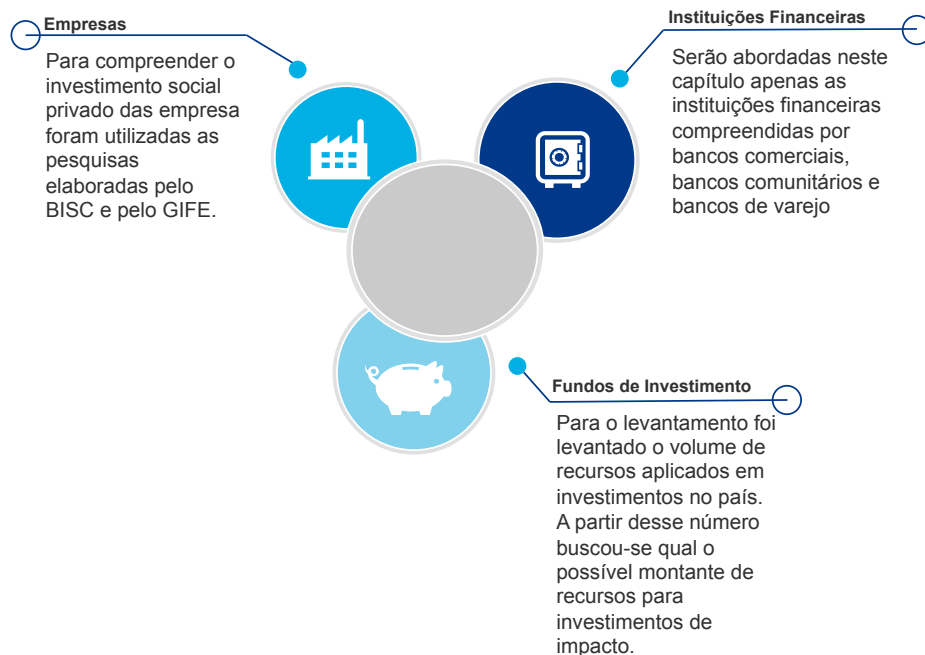 Empresas
Para compreender o
investimento social
privado das empresa
foram utilizadas as
pesquisas
elaboradas pelo
BISC e pelo GIFE.
Instituições Financeiras
Serão abordadas neste
capítulo apenas as
instituições financeiras
compreendidas por
bancos comerciais,
bancos comunitários e
bancos de varejo
Fundos de Investimento
Para o levantamento foi
levantado o volume de
recursos aplicados em
investimentos no país.
A partir desse número
buscou-se qual o
possível montante de
recursos para
investimentos de
impacto.